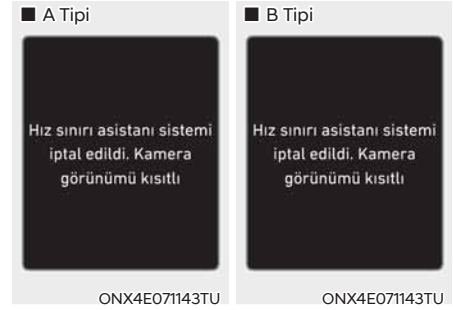 ■ A Tipi
Hız sınırı asistanı sistemi
iptal edildi. Kamera
görünümü kısıtlı
ONX4E071143TU
■ B Tipi
Hız sınırı asistanı sistemi
iptal edildi. Kamera
görünümü kısıtlı
ONX4E071143TU